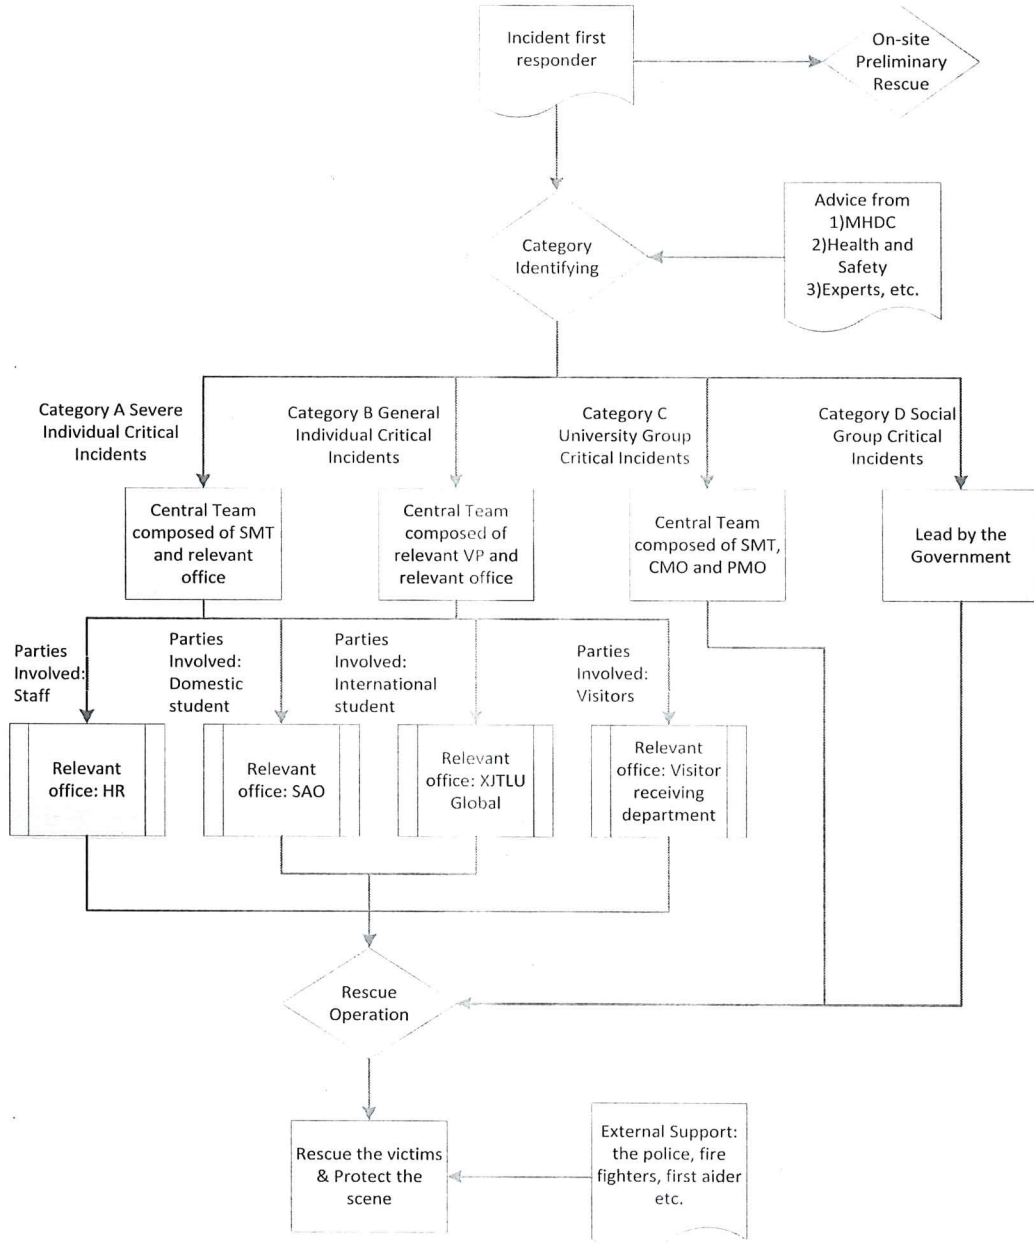 Incident first
responder
On-site
Preliminary
Rescue
Category
Identifying
Advice from
1)MHDC
2)Health and
Safety
3)Experts, etc.
Category A Severe
Individual Critical
Incidents
Category B General
Individual Critical
Incidents
Category C
University Group
Critical Incidents
Category D Social
Group Critical
Incidents
Central Team
composed of SMT
and relevant
office
Central Team
composed of
relevant VP and
relevant office
Central Team
composed of SMT,
CMO and PMO
Lead by the
Government
Parties
Involved:
Staff
Parties
Involved:
Domestic
student
Parties
Involved:
International
student
Parties
Involved:
Visitors
Relevant
office: HR
Relevant
office: SAO
Relevant
office: XJTLU
Global
Relevant
office: Visitor
receiving
department
Rescue
Operation
Rescue the victims
& Protect the
scene
External Support:
the police, fire
fighters, first aider
etc.